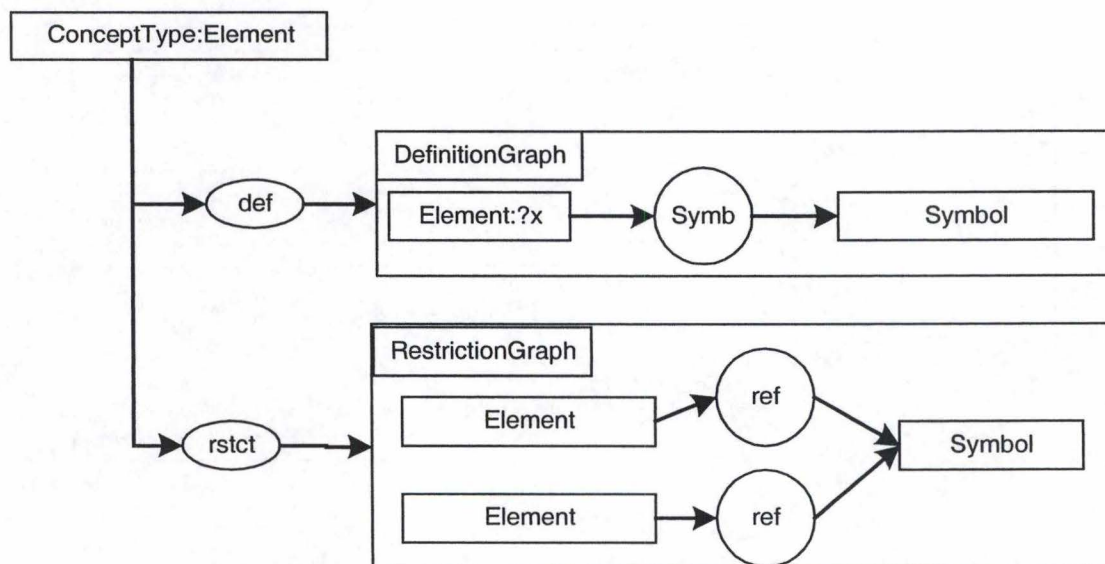 ConceptType:Element
DefinitionGraph
def
Element:?x
Symb
Symbol
RestrictionGraph
Element
ref
rstct
Symbol
Element
ref